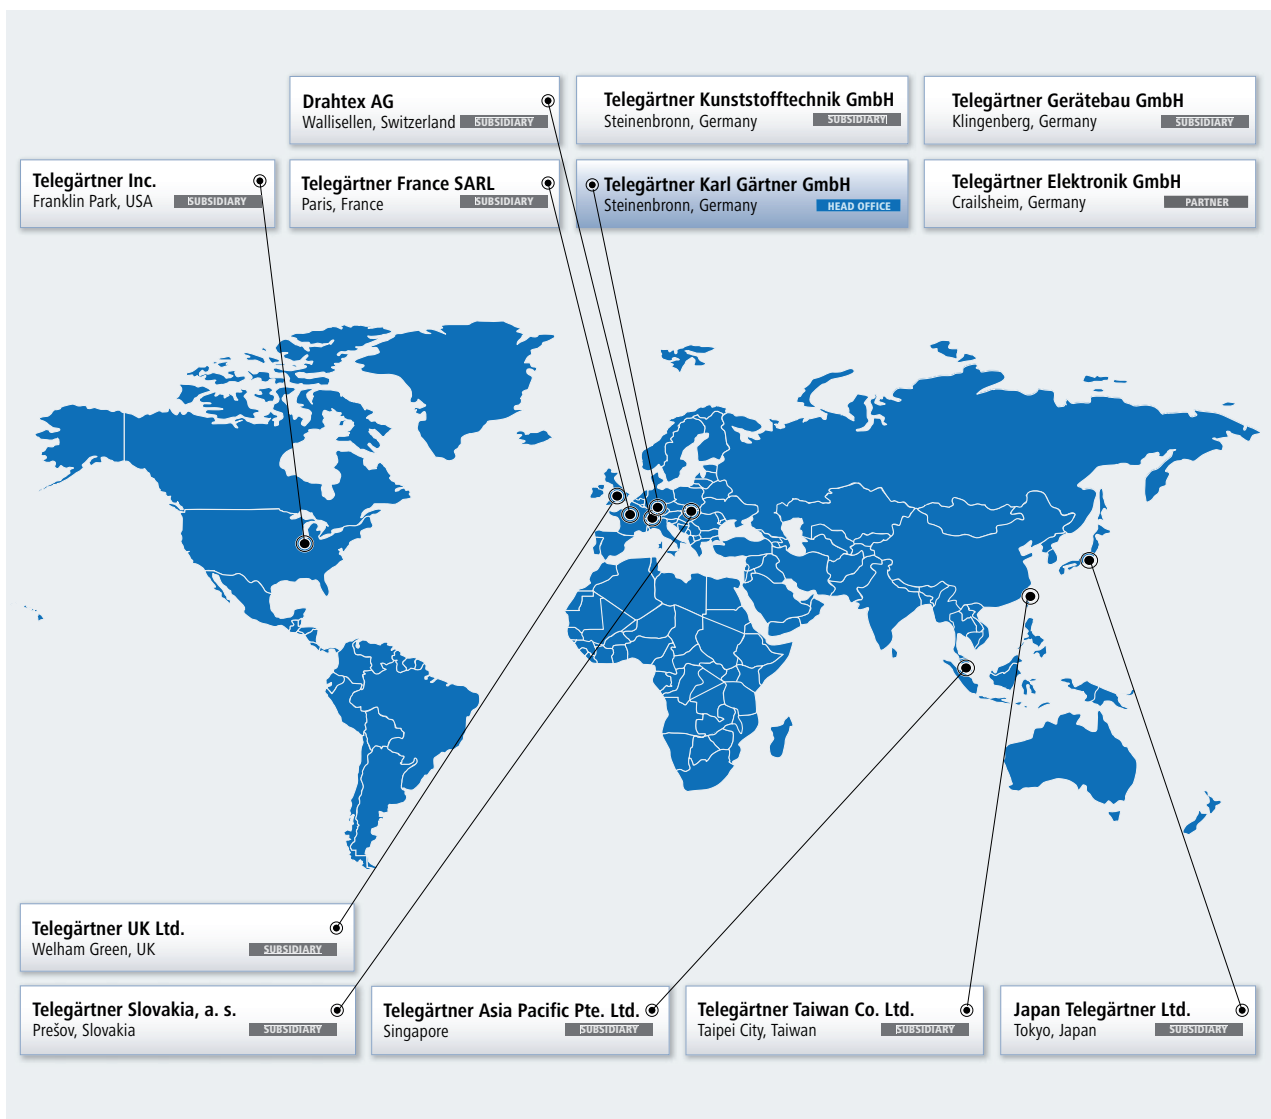 Drahtex AG
Wallisellen, Switzerland SUBSIDIARY
Telegärtner Kunststofftechnik GmbH
Steinenbronn, Germany SUBSIDIARY
Telegärtner Gerätebau GmbH
Klingenberg, Germany SUBSIDIARY
Telegärtner Inc.
Franklin Park, USA SUBSIDIARY
Telegärtner France SARL
Paris, France SUBSIDIARY
Telegärtner Karl Gärtner GmbH
Steinenbronn, Germany HEAD OFFICE
Telegärtner Elektronik GmbH
Crailsheim, Germany PARTNER
Telegärtner UK Ltd.
Welham Green, UK SUBSIDIARY
Telegärtner Slovakia, a. s.
Prešov, Slovakia SUBSIDIARY
Telegärtner Asia Pacific Pte. Ltd.
Singapore SUBSIDIARY
Telegärtner Taiwan Co. Ltd.
Taipei City, Taiwan SUBSIDIARY
Japan Telegärtner Ltd.
Tokyo, Japan SUBSIDIARY